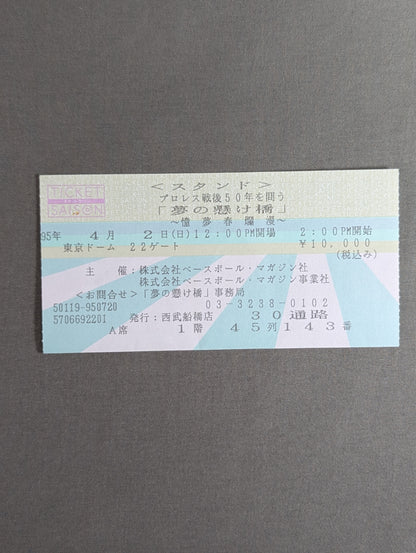 TICKET
SAISON
<スタンド>
プロレス戦後50年を闘う
「夢の懸け橋」
~憶夢春爛漫~
95年 4月 2日(日)12:00PM開場 2:00PM開始
東京ドーム 22ゲート ¥10,000
(税込み)
主 催:株式会社ベースボール・マガジン社
株式会社ベースボール・マガジン事業社
<お問合せ>「夢の懸け橋」事務局
50119-950720 03-3238-0102
5706692201 発行:西武船橋店 30通路
A席 1階 45列143番